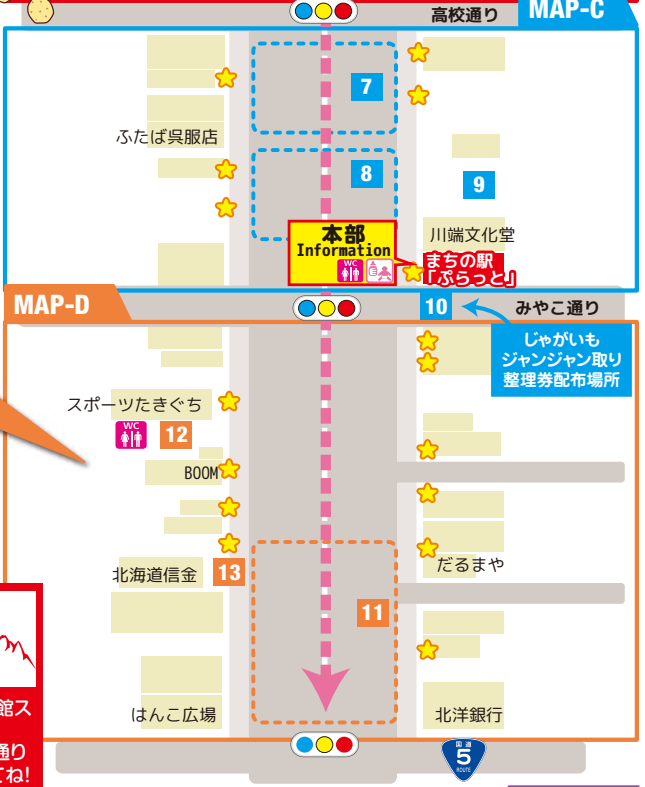 高校通り
MAP-C
7
ふたば呉服店
8
9
川端文化堂
本部
Information
WC
まちの駅
「ぷらっと」
MAP-D
10
みやこ通り
じゃがいも
ジャンジャン取り
整理券配布場所
スポーツたきぐち
WC
12
BOOM
北海道信金
13
だるまや
11
はんこ広場
北洋銀行
国道
5
ROUTE
館ス
通り
てね!